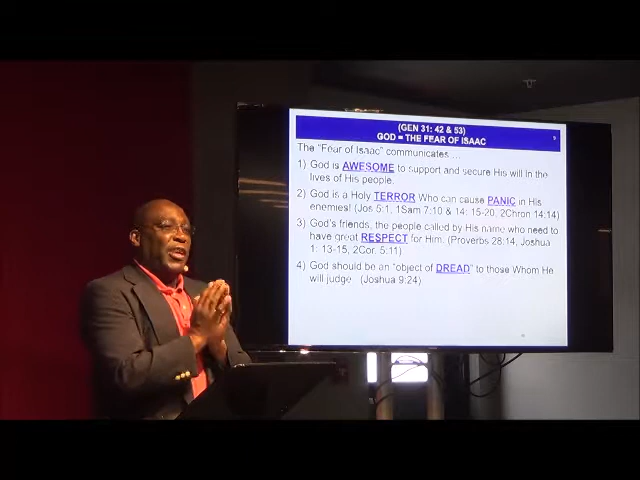 (GEN 31: 42 & 53)
GOD = THE FEAR OF ISAAC
The "Fear of Isaac" communicates …
1) God is AWESOME to support and secure His will In the
lives of His people.
2) God is a Holy TERROR Who can cause PANIC in His
enemies! (Jos 5:1, 1Sam 7:10 & 14: 15-20, 2Chron 14:14)
3) God's friends, the people called by His name who need to
have great RESPECT for Him. (Proverbs 28:14, Joshua
1: 13-15, 2Cor. 5:11)
4) God should be an "object of DREAD" to those Whom He
will judge (Joshua 9:24)